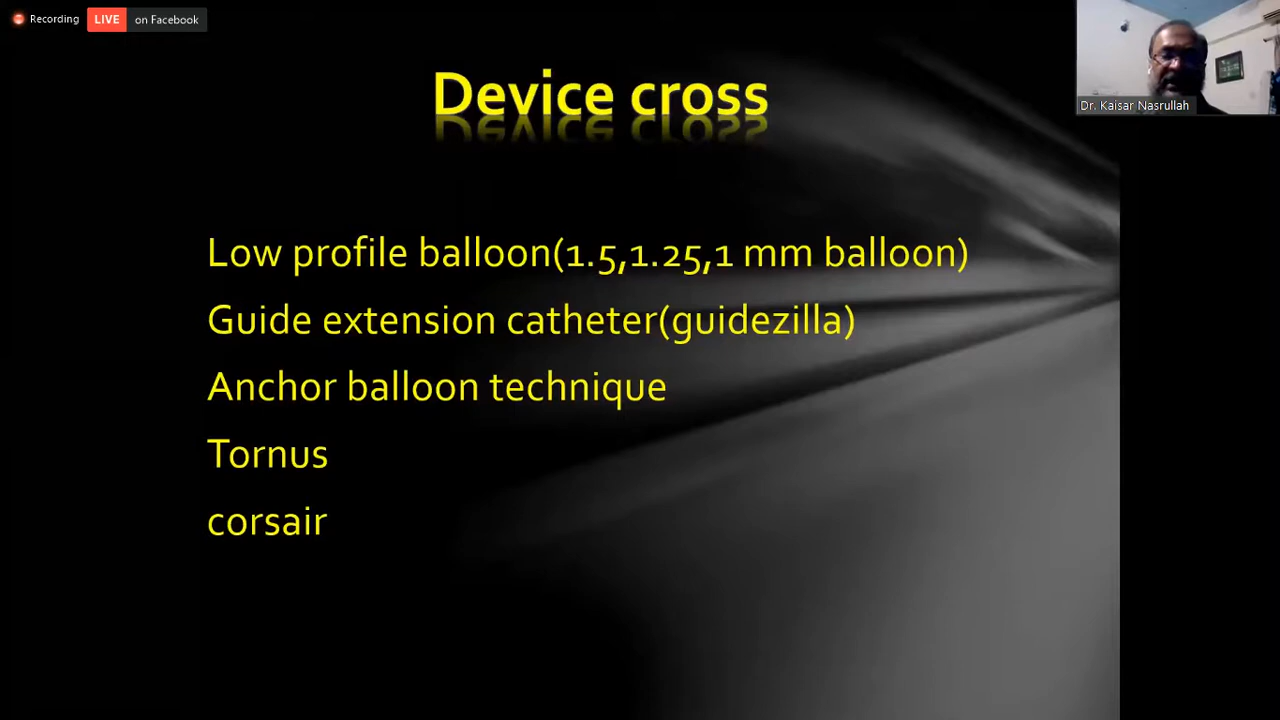 Recording
LIVE on Facebook
Dr. Kaisar Nasrullah
Device cross
Low profile balloon(1.5,1.25,1 mm balloon)
Guide extension catheter(guidezilla)
Anchor balloon technique
Tornus
corsair